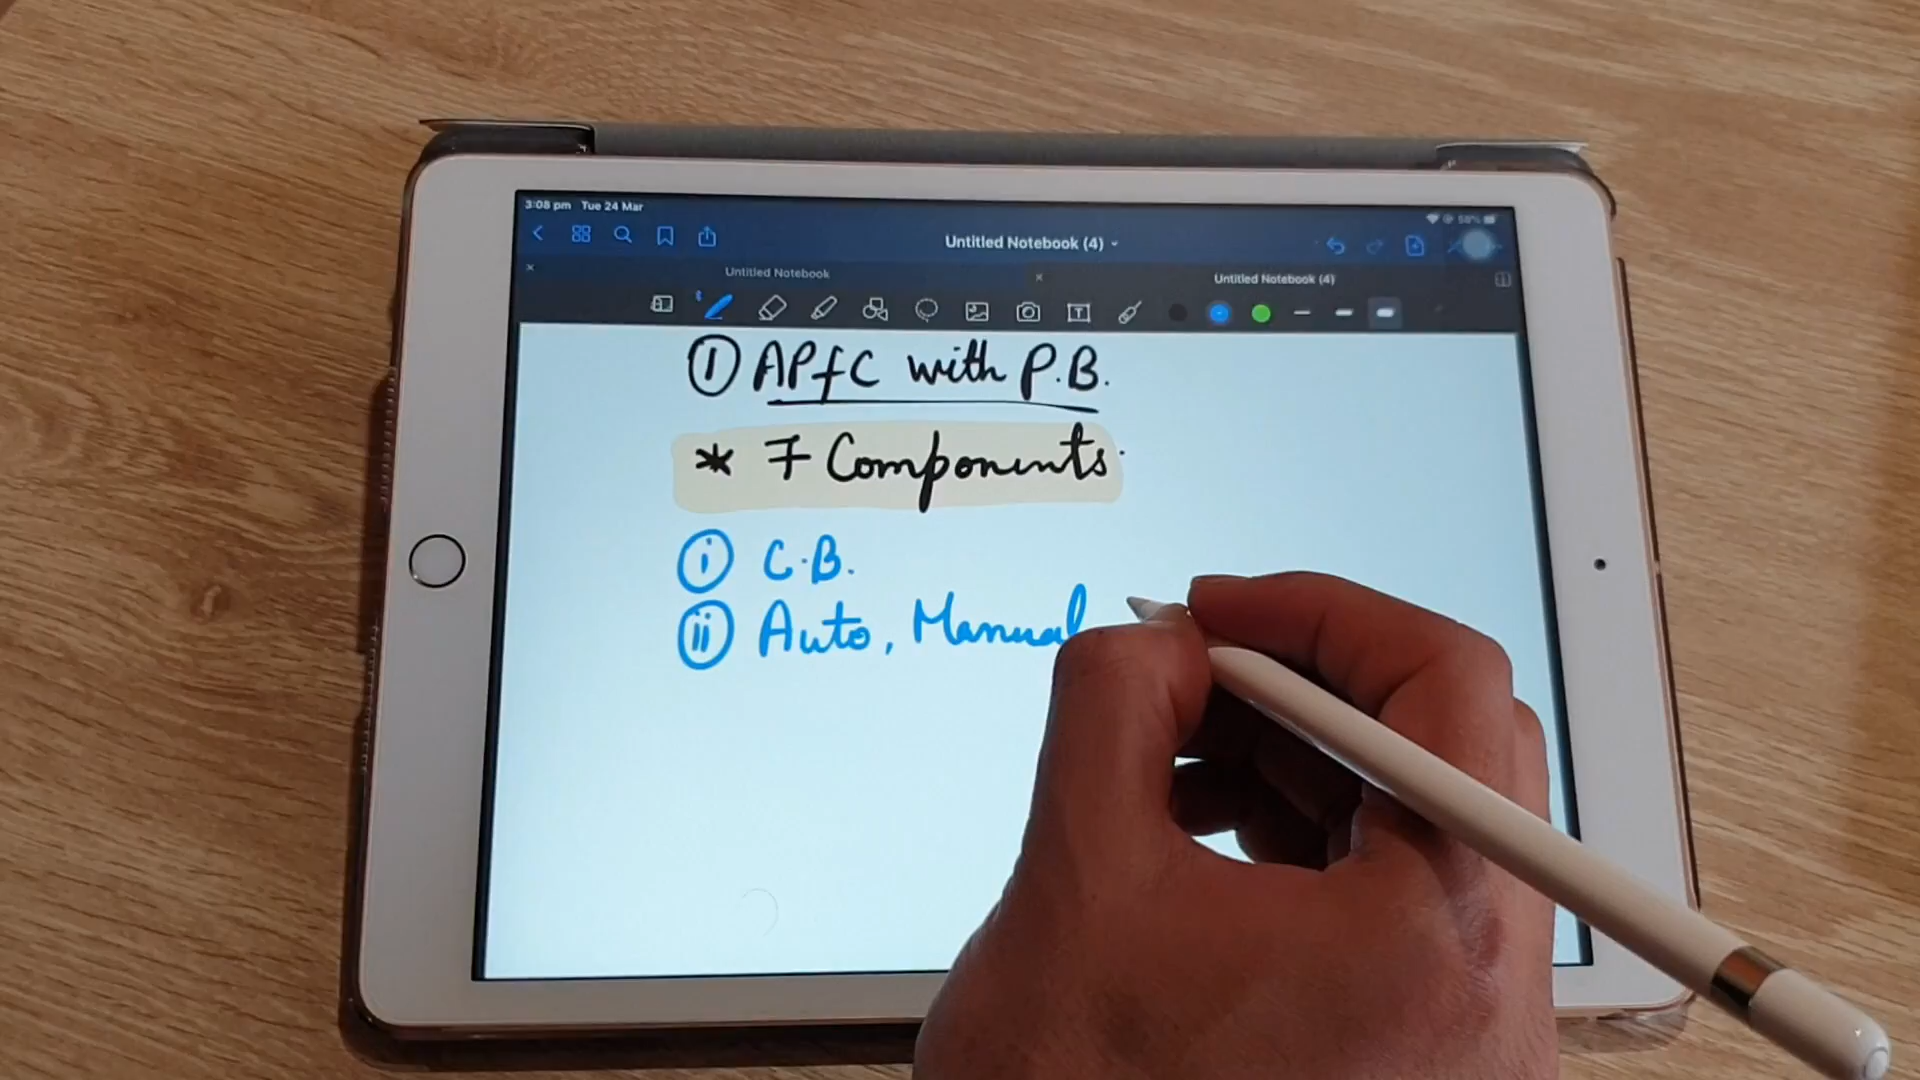 3:08 pm Tue 24 Mar 58%
Untitled Notebook (4)
Untitled Notebook
Untitled Notebook (4)
① APfC with P.B.
* 7 Components
ⓘ C.B.
ⓘⓘ Auto, Manual